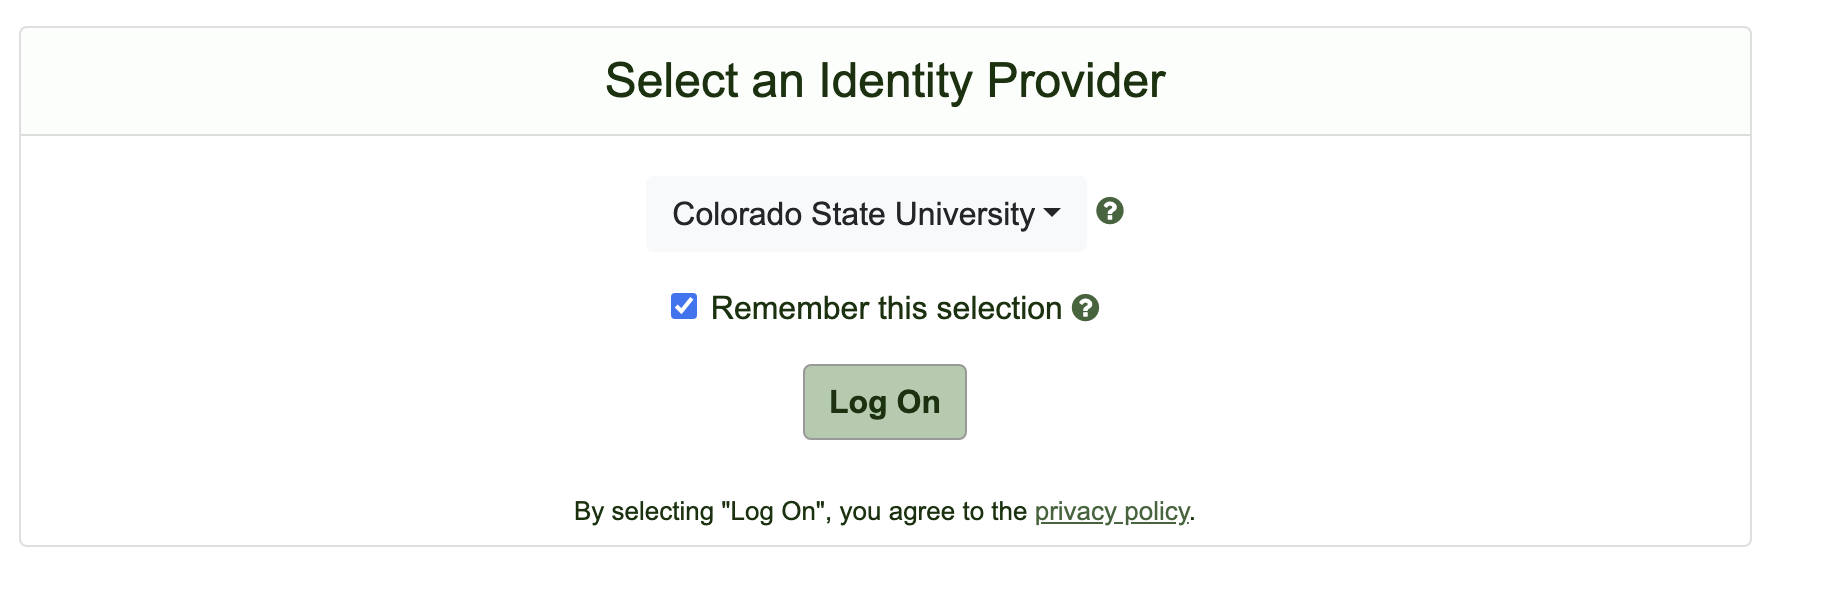 Select an Identity Provider
Colorado State University
Remember this selection
Log On
By selecting "Log On", you agree to the privacy policy.